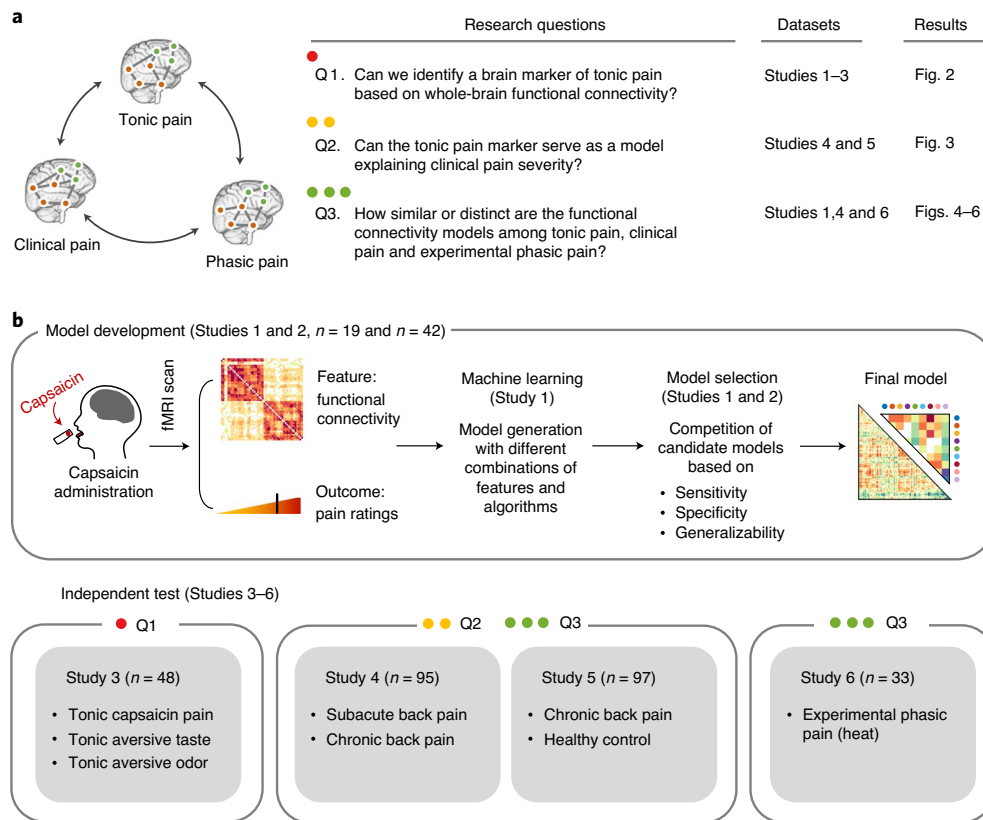 a
Research questions
Datasets
Results
Q1. Can we identify a brain marker of tonic pain
based on whole-brain functional connectivity?
Studies 1–3
Fig. 2
Q2. Can the tonic pain marker serve as a model
explaining clinical pain severity?
Studies 4 and 5
Fig. 3
Q3. How similar or distinct are the functional
connectivity models among tonic pain, clinical
pain and experimental phasic pain?
Studies 1,4 and 6
Figs. 4–6
Tonic pain
Clinical pain
Phasic pain
b
Model development (Studies 1 and 2, n = 19 and n = 42)
Capsaicin
Capsaicin
administration
fMRI scan
Feature:
functional
connectivity
Outcome:
pain ratings
Machine learning
(Study 1)
Model generation
with different
combinations of
features and
algorithms
Model selection
(Studies 1 and 2)
Competition of
candidate models
based on
• Sensitivity
• Specificity
• Generalizability
Final model
Independent test (Studies 3–6)
Q1
Study 3 (n = 48)
• Tonic capsaicin pain
• Tonic aversive taste
• Tonic aversive odor
Q2 Q3
Study 4 (n = 95)
• Subacute back pain
• Chronic back pain
Study 5 (n = 97)
• Chronic back pain
• Healthy control
Q3
Study 6 (n = 33)
• Experimental phasic
pain (heat)